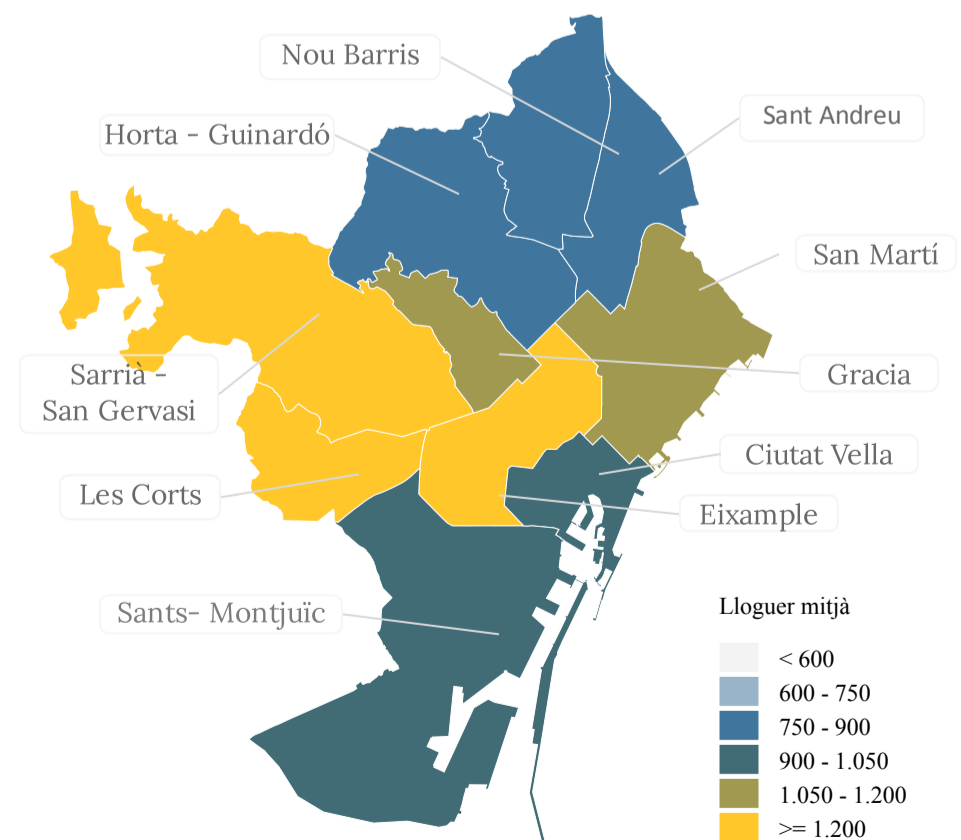 Nou Barris
Sant Andreu
Horta - Guinardó
San Martí
Sarrià -
San Gervasi
Gracia
Ciutat Vella
Les Corts
Eixample
Sants- Montjuïc
Lloguer mitjà
< 600
600 - 750
750 - 900
900 - 1.050
1.050 - 1.200
>= 1.200